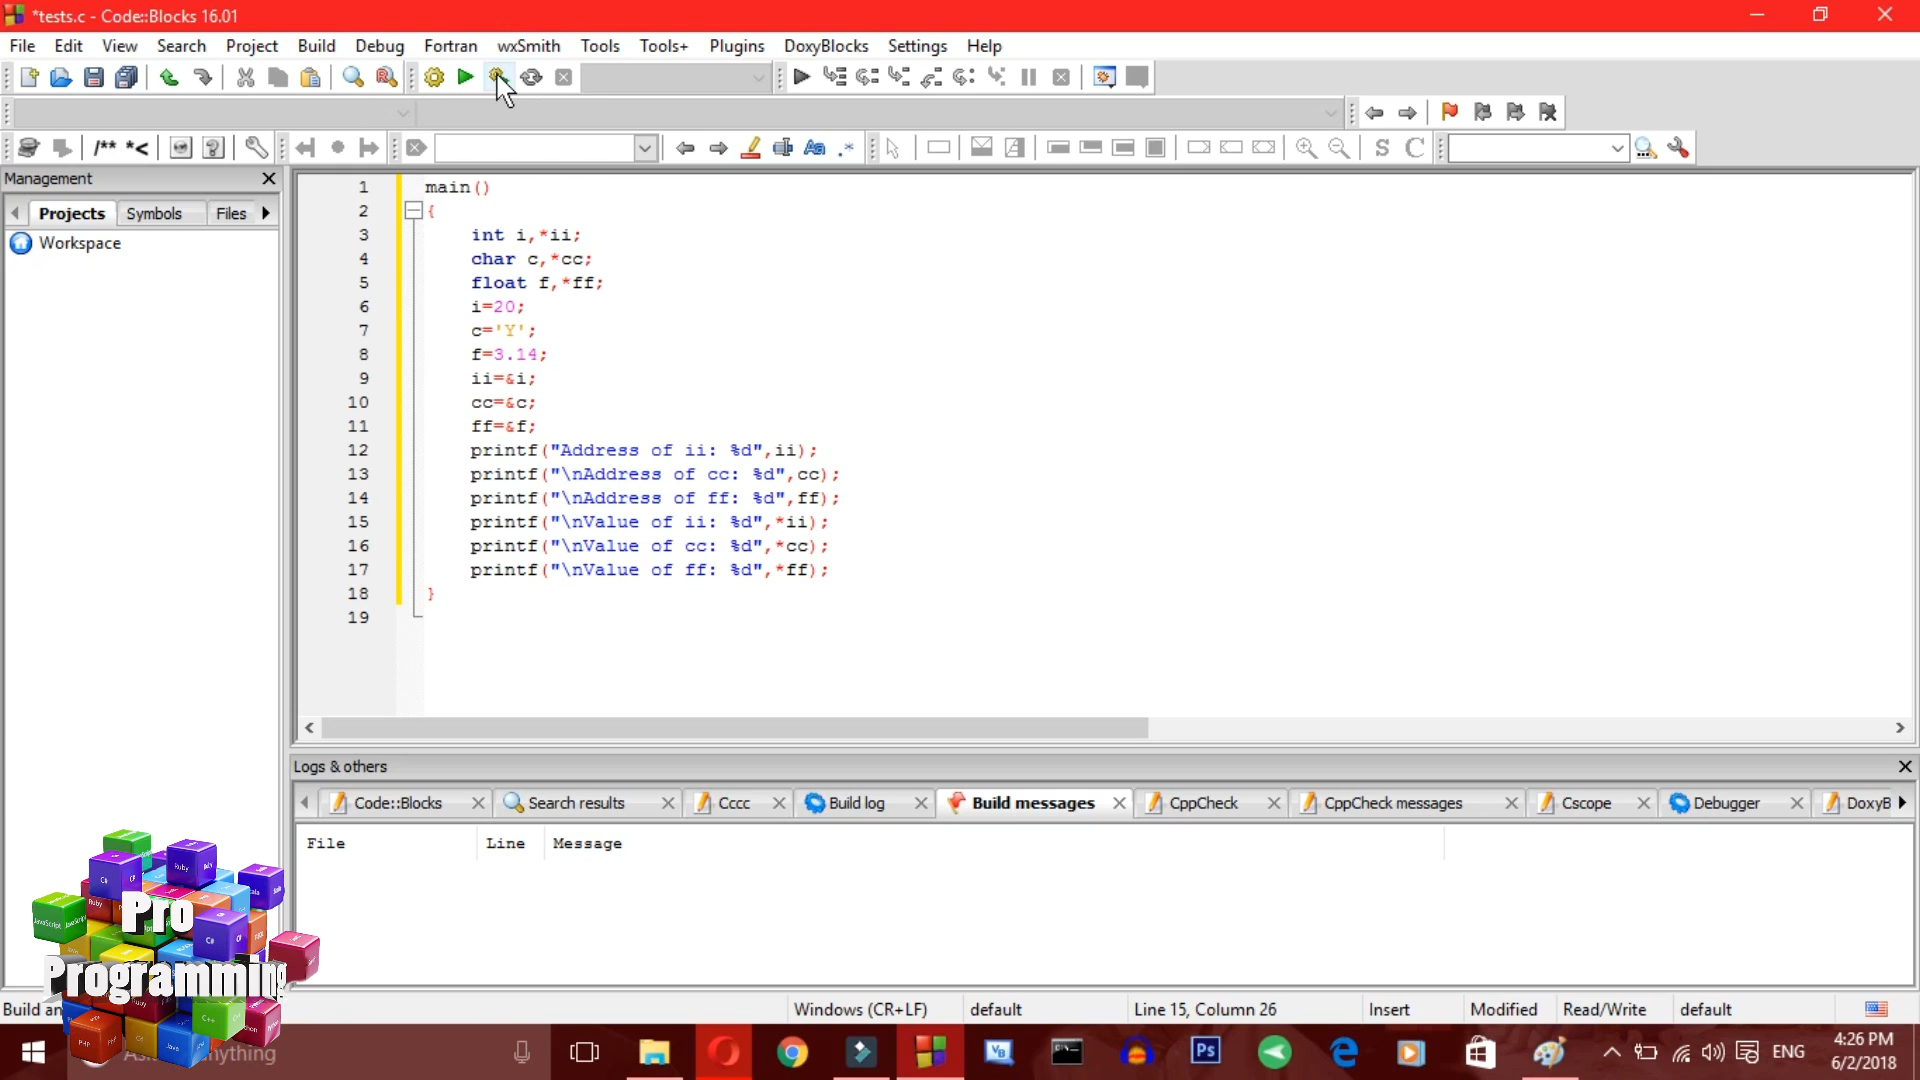 *tests.c - Code::Blocks 16.01
File Edit View Search Project Build Debug Fortran wxSmith Tools Tools+ Plugins DoxyBlocks Settings Help
/** *<
Management
Projects Symbols Files
Workspace
1 main()
2 {
3 int i,*ii;
4 char c,*cc;
5 float f,*ff;
6 i=20;
7 c='Y';
8 f=3.14;
9 ii=&i;
10 cc=&c;
11 ff=&f;
12 printf("Address of ii: %d",ii);
13 printf("\nAddress of cc: %d",cc);
14 printf("\nAddress of ff: %d",ff);
15 printf("\nValue of ii: %d",*ii);
16 printf("\nValue of cc: %d",*cc);
17 printf("\nValue of ff: %d",*ff);
18 }
19
Logs & others
Code::Blocks Search results Cccc Build log Build messages CppCheck CppCheck messages Cscope Debugger DoxyB
File Line Message
Pro
Programming
Build an Windows (CR+LF) default Line 15, Column 26 Insert Modified Read/Write default
ything
Ps
ENG
4:26 PM
6/2/2018